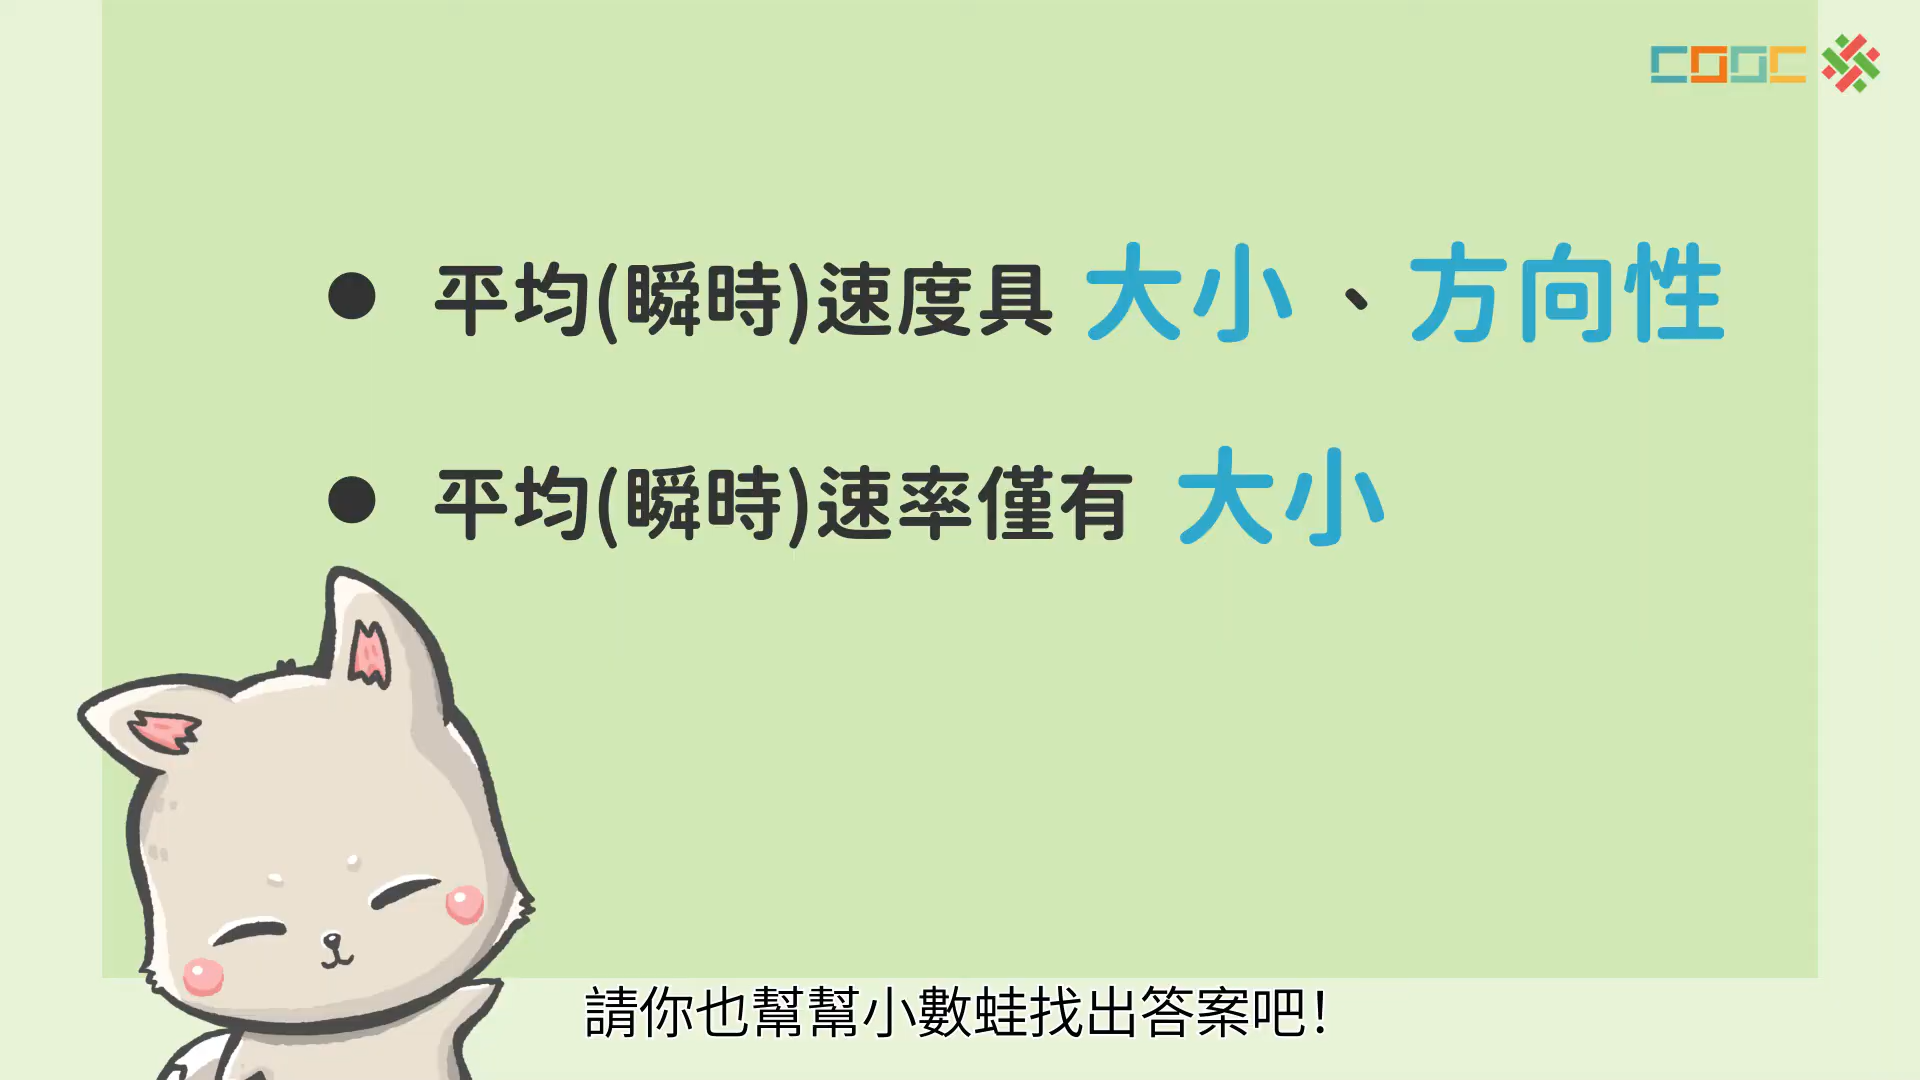 COOC
● 平均(瞬時)速度具 大小、方向性
● 平均(瞬時)速率僅有 大小
請你也幫幫小數蛙找出答案吧!